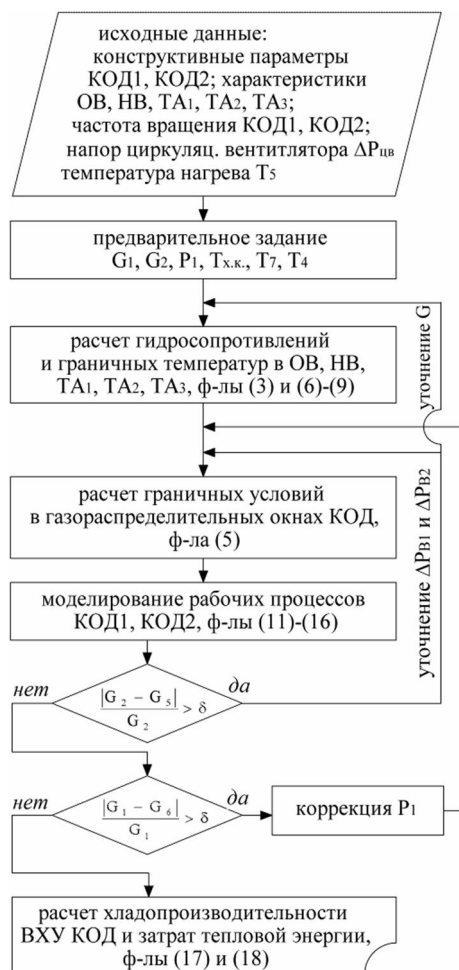 исходные данные:
конструктивные параметры
КОД1, КОД2; характеристики
ОВ, НВ, ТА1, ТА2, ТА3;
частота вращения КОД1, КОД2;
напор циркуляц. вентитлятора ΔPцв
температура нагрева T5
предварительное задание
G1, G2, P1, Tх.к., T7, T4
уточнение G
расчет гидросопротивлений
и граничных температур в ОВ, НВ,
ТА1, ТА2, ТА3, ф-лы (3) и (6)-(9)
расчет граничных условий
в газораспределительных окнах КОД,
ф-ла (5)
уточнение ΔPВ1 и ΔPВ2
моделирование рабочих процессов
КОД1, КОД2, ф-лы (11)-(16)
нет
|G2 − G5| / G2 > δ
да
нет
|G1 − G6| / G1 > δ
да
коррекция P1
расчет хладопроизводительности
ВХУ КОД и затрат тепловой энергии,
ф-лы (17) и (18)